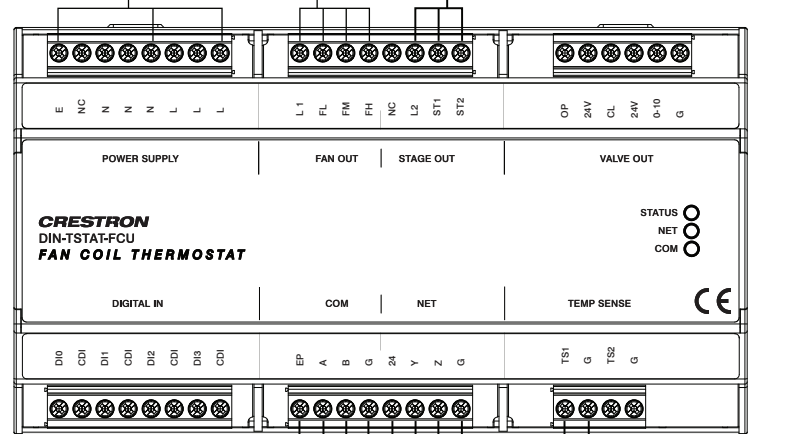 E NC N N N L L L L1 FL FM FH NC L2 ST1 ST2 OP 24V CL 24V 0-10 G
POWER SUPPLY FAN OUT STAGE OUT VALVE OUT
CRESTRON
DIN-TSTAT-FCU
FAN COIL THERMOSTAT
STATUS
NET
COM
CE
DIGITAL IN COM NET TEMP SENSE
DI0 CDI DI1 CDI DI2 CDI DI3 CDI EP A B G 24 Y Z G TS1 G TS2 G